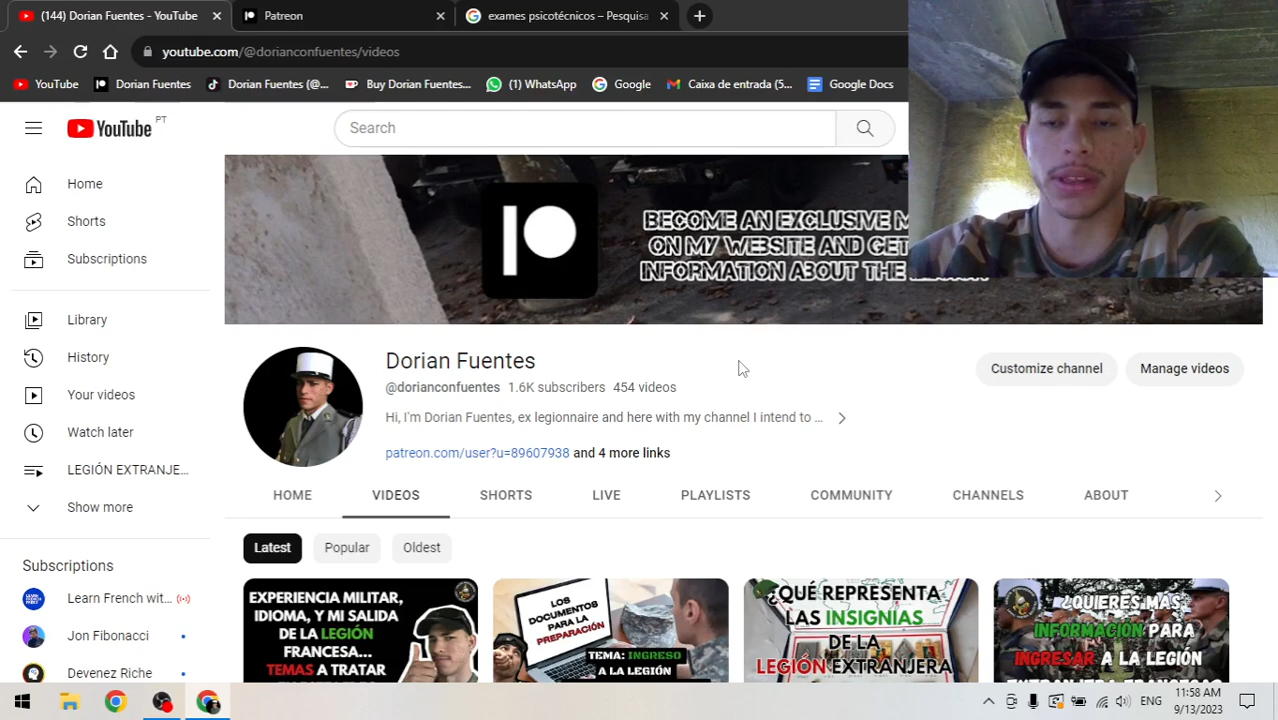 (144) Dorian Fuentes - YouTube
Patreon
exames psicotécnicos – Pesquisa
youtube.com/@dorianconfuentes/videos
YouTube
Dorian Fuentes
Dorian Fuentes (@...
Buy Dorian Fuentes...
(1) WhatsApp
Google
Caixa de entrada (5...
Google Docs
YouTube PT
Search
Home
Shorts
Subscriptions
Library
History
Your videos
Watch later
LEGIÓN EXTRANJE...
Show more
Subscriptions
Learn French wit...
Jon Fibonacci
Devenez Riche
BECOME AN EXCLUSIVE
ON MY WEBSITE AND GET
INFORMATION ABOUT THE
Dorian Fuentes
@dorianconfuentes 1.6K subscribers 454 videos
Hi, I'm Dorian Fuentes, ex legionnaire and here with my channel I intend to ...
patreon.com/user?u=89607938 and 4 more links
Customize channel
Manage videos
HOME
VIDEOS
SHORTS
LIVE
PLAYLISTS
COMMUNITY
CHANNELS
ABOUT
Latest
Popular
Oldest
EXPERIENCIA MILITAR,
IDIOMA, Y MI SALIDA
DE LA LEGIÓN
FRANCESA...
TEMAS A TRATAR
LOS
DOCUMENTOS
PARA LA
PREPARACIÓN
TEMA: INGRESO
A LA LEGIÓN
¿QUÉ REPRESENTA
LAS INSIGNIAS
DE LA
LEGIÓN EXTRANJERA
¿QUIERES MÁS
INFORMACIÓN PARA
INGRESAR A LA LEGIÓN
ENG
11:58 AM
9/13/2023